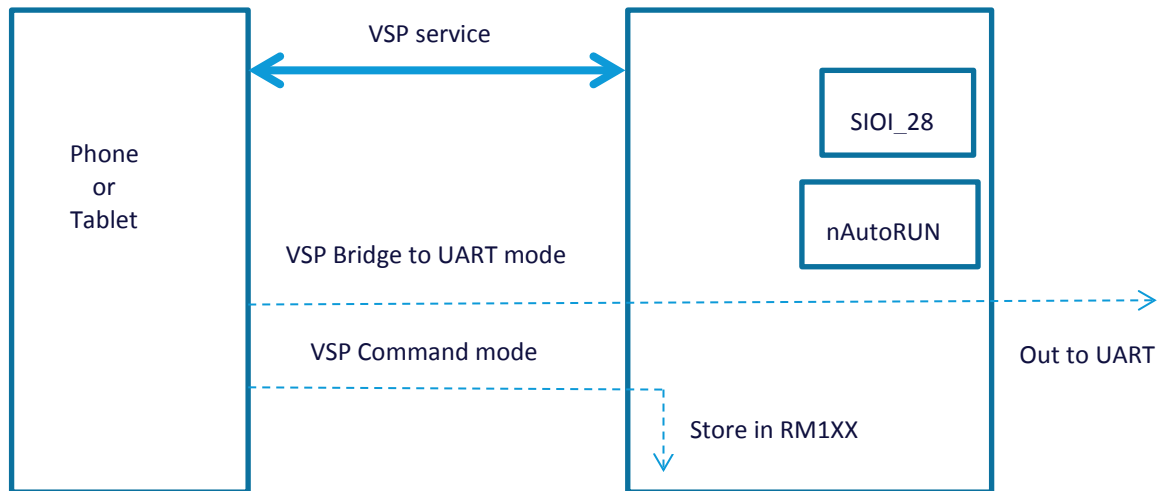 VSP service
SIOI_28
Phone
or
Tablet
nAutoRUN
VSP Bridge to UART mode
VSP Command mode
Out to UART
Store in RM1XX